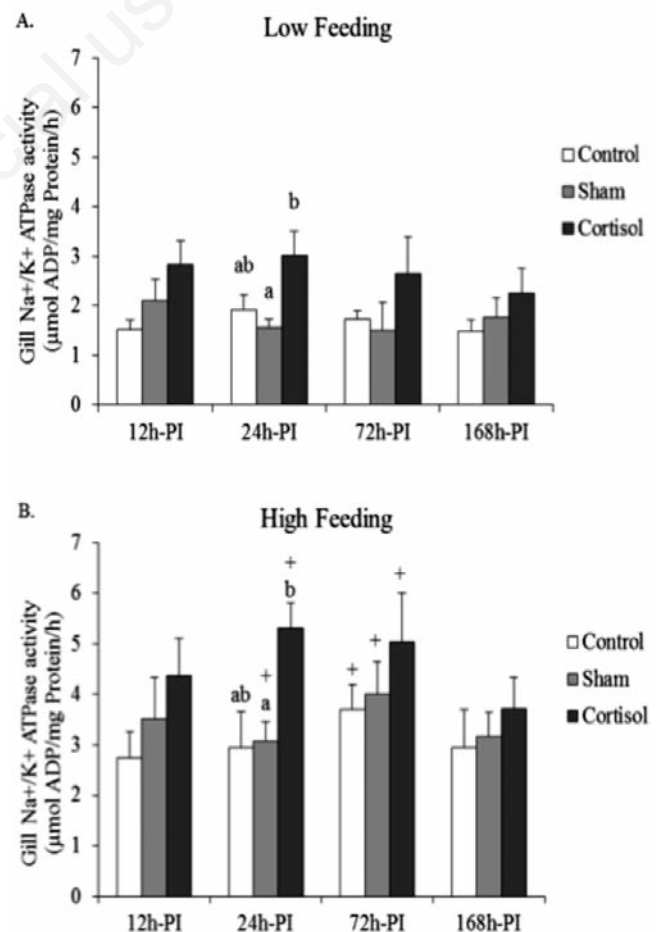 A.
Low Feeding
Gill Na+/K+ ATPase activity
(μmol ADP/mg Protein/h)
7
6
5
4
3
2
1
0
b
ab
a
12h-PI 24h-PI 72h-PI 168h-PI
Control
Sham
Cortisol
B.
High Feeding
Gill Na+/K+ ATPase activity
(μmol ADP/mg Protein/h)
7
6
5
4
3
2
1
0
+
b
+
ab
+
a
+
+
12h-PI 24h-PI 72h-PI 168h-PI
Control
Sham
Cortisol